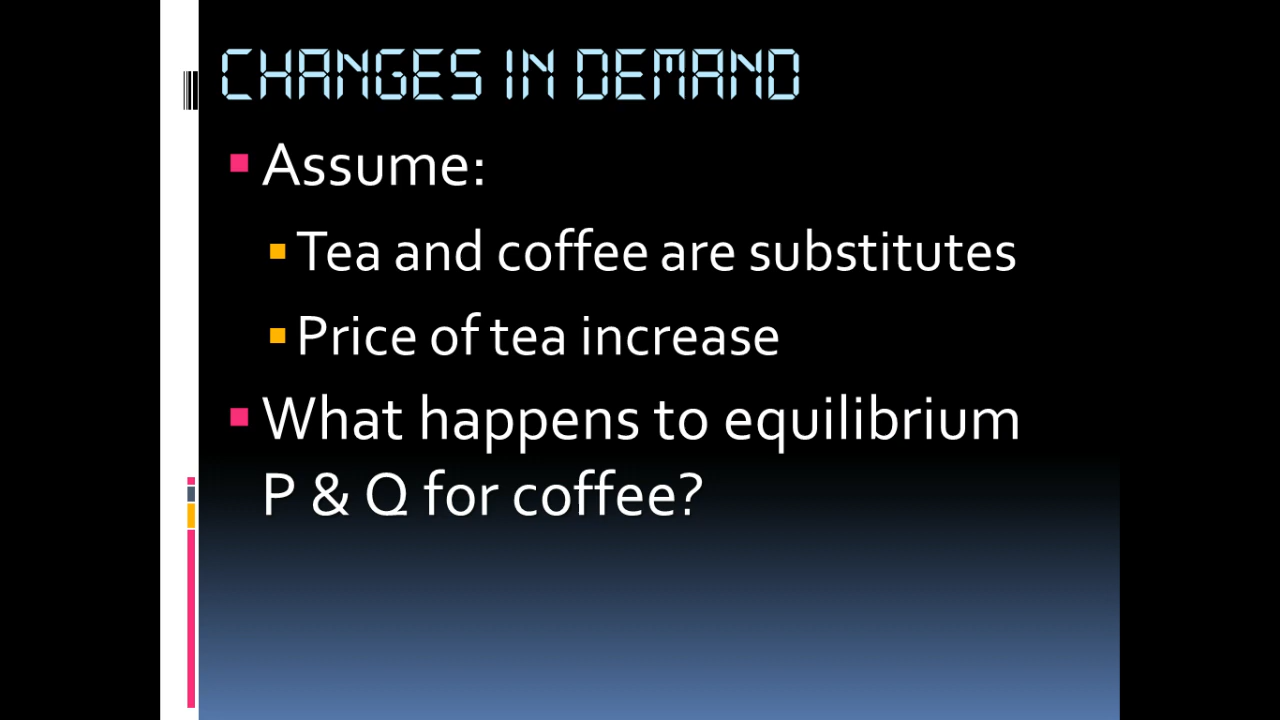 CHANGES IN DEMAND
Assume:
Tea and coffee are substitutes
Price of tea increase
What happens to equilibrium
P & Q for coffee?